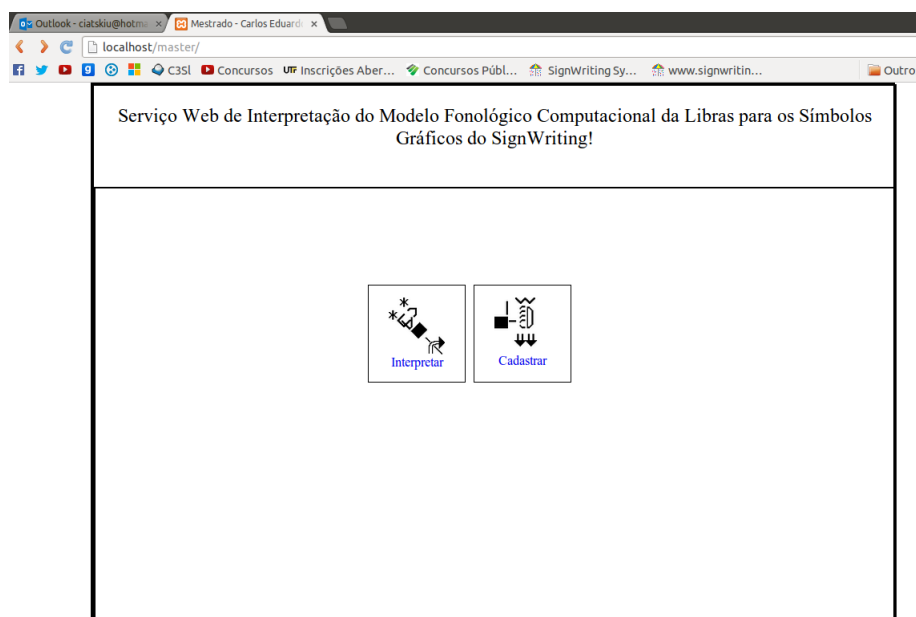 Outlook - ciatskiu@hotma
Mestrado - Carlos Eduard
localhost/master/
C3Sl
Concursos
UTF Inscrições Aber...
Concursos Públ...
SignWriting Sy...
www.signwritin...
Outro
Serviço Web de Interpretação do Modelo Fonológico Computacional da Libras para os Símbolos
Gráficos do SignWriting!
Interpretar
Cadastrar